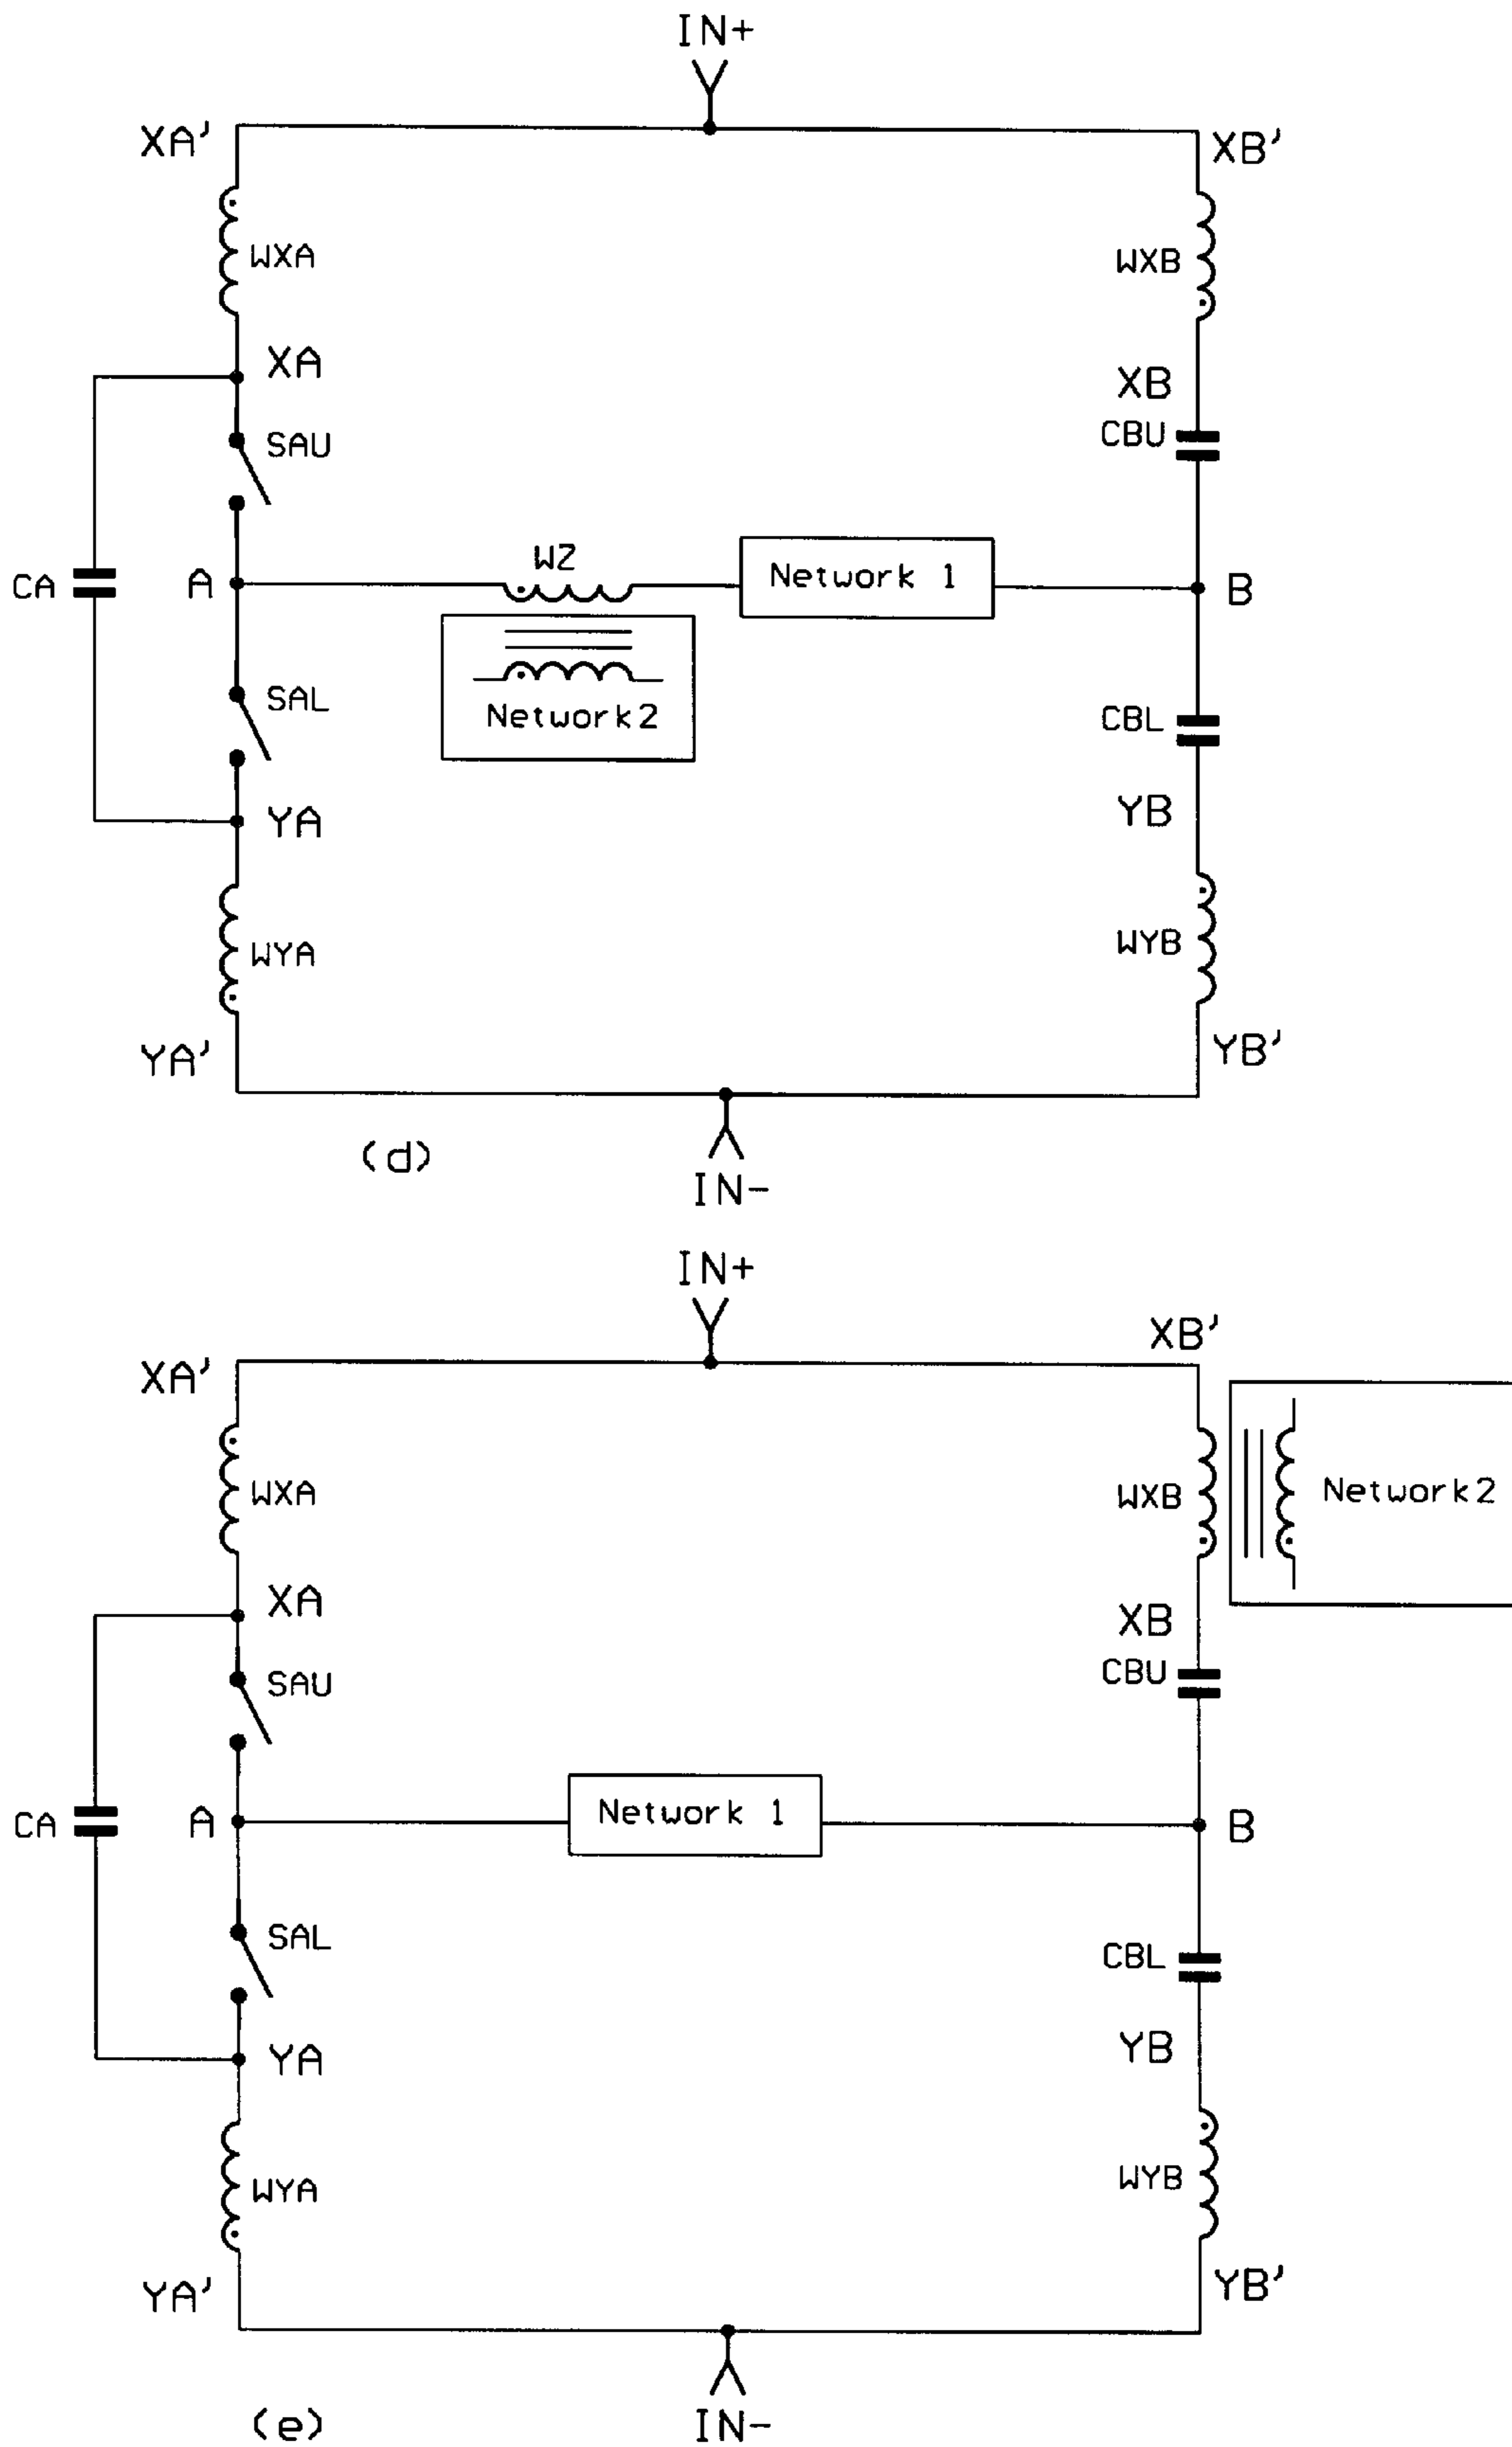 IN+
XA' XB'
WXA WXB
XA XB
SAU CBU
WZ
Network 1
CA A B
SAL CBL
Network2
YA YB
WYA WYB
YA' YB'
(d)
IN-
IN+
XB'
XA'
WXA WXB Network2
XA XB
SAU CBU
Network 1
CA A B
SAL CBL
YA YB
WYA WYB
YA' YB'
(e) IN-